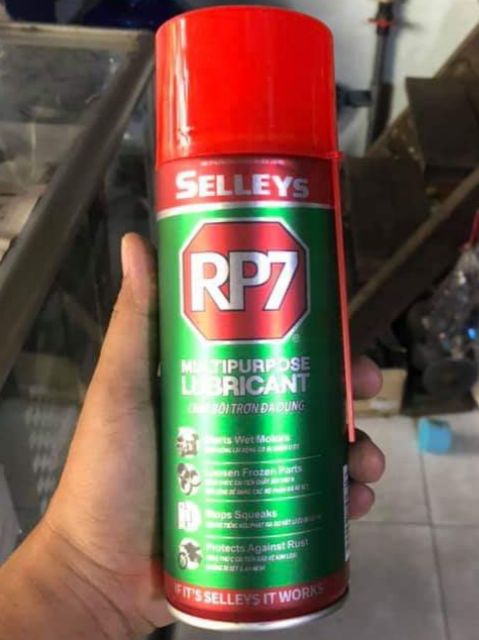 SELLEYS
RP7
®
MULTIPURPOSE
LUBRICANT
CHẤT BÔI TRƠN ĐA DỤNG
Starts Wet Motors
Loosen Frozen Parts
Stops Squeaks
Protects Against Rust
IF IT'S SELLEYS IT WORKS